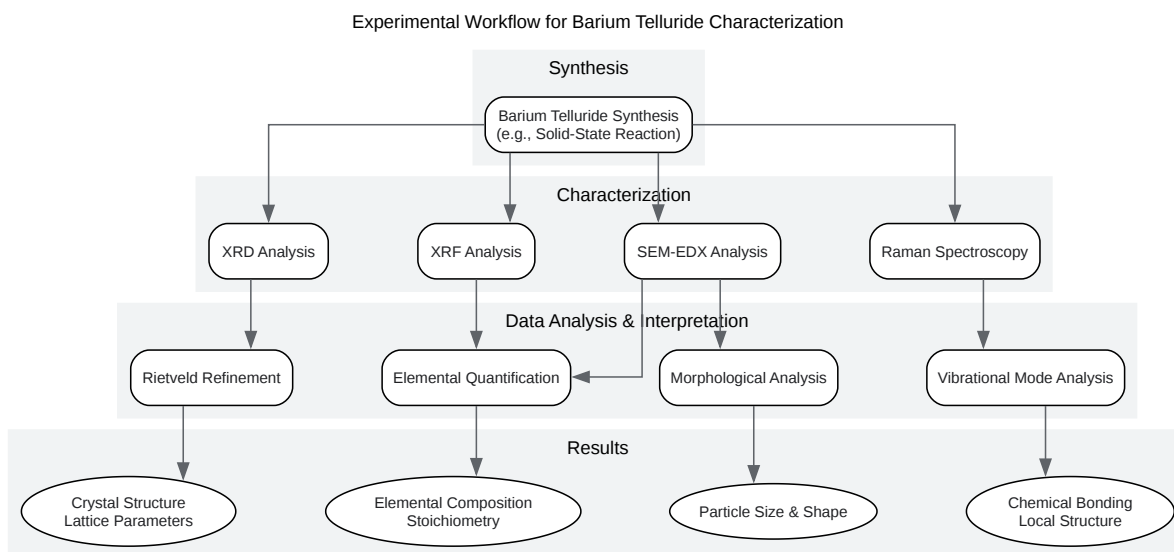 Experimental Workflow for Barium Telluride Characterization
Synthesis
Barium Telluride Synthesis
(e.g., Solid-State Reaction)
Characterization
XRD Analysis
XRF Analysis
SEM-EDX Analysis
Raman Spectroscopy
Data Analysis & Interpretation
Rietveld Refinement
Elemental Quantification
Morphological Analysis
Vibrational Mode Analysis
Results
Crystal Structure
Lattice Parameters
Elemental Composition
Stoichiometry
Particle Size & Shape
Chemical Bonding
Local Structure